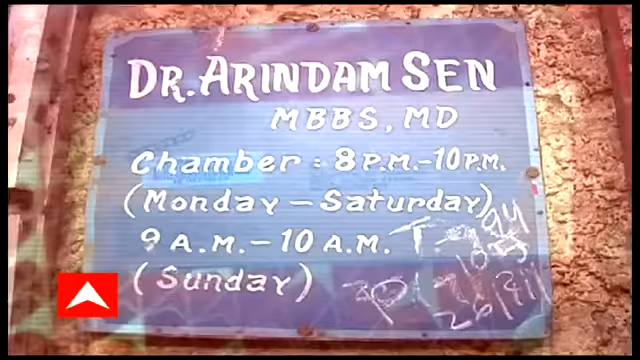 DR. ARINDAM SEN
MBBS, MD
Chamber : 8 P.M.-10 P.M.
(Monday - Saturday)
9 A.M. - 10 A.M.
(Sunday)